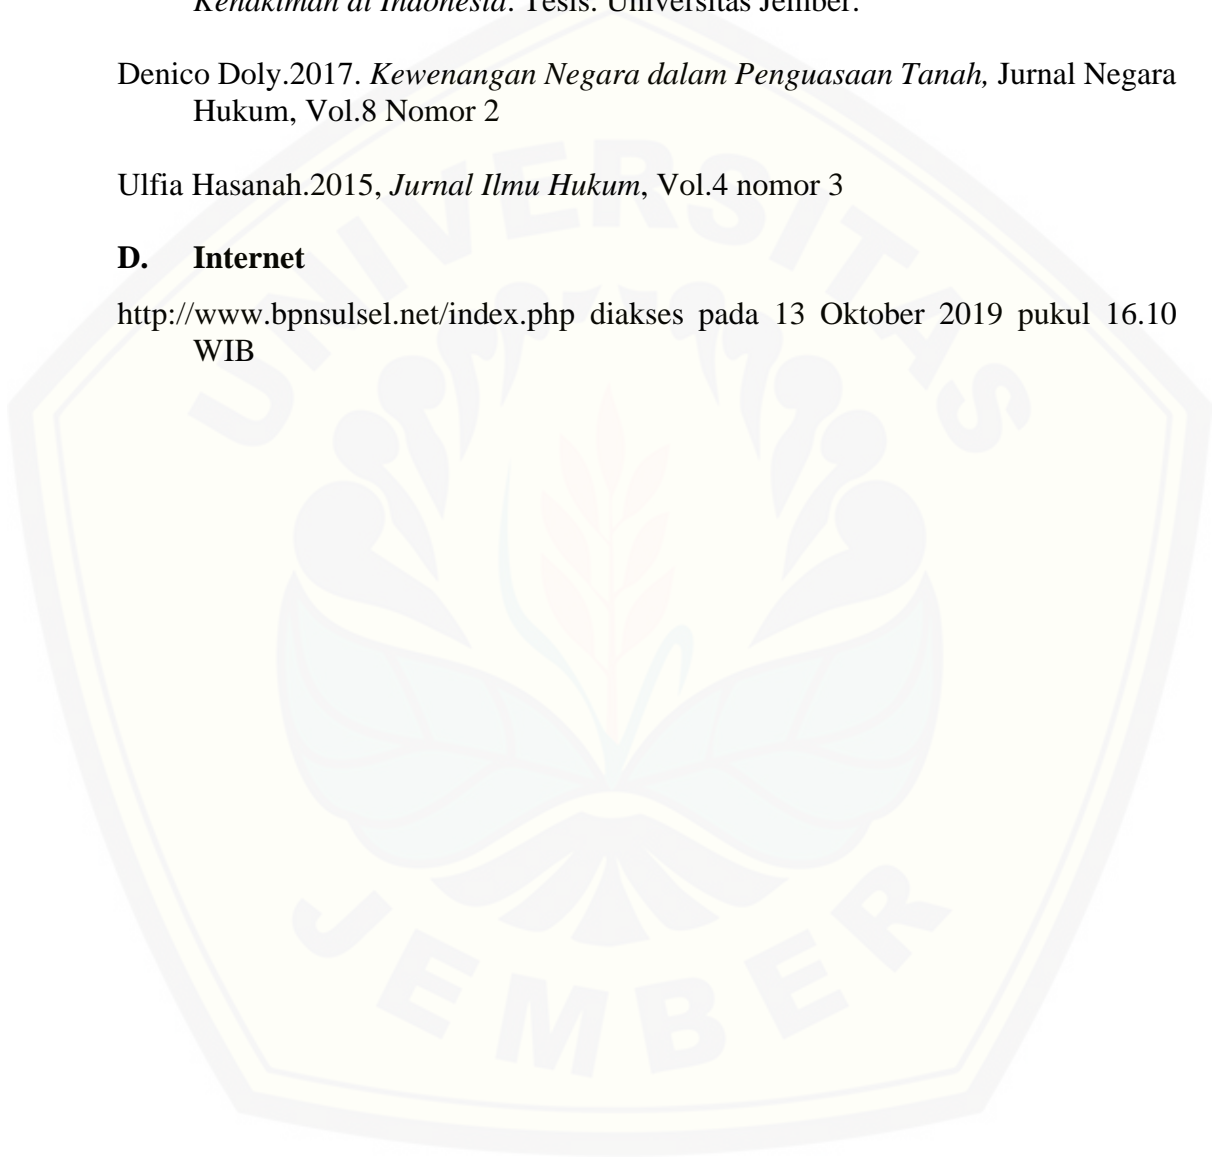 Kehakiman di Indonesia. Tesis. Universitas Jember.
Denico Doly.2017. Kewenangan Negara dalam Penguasaan Tanah, Jurnal Negara
Hukum, Vol.8 Nomor 2
Ulfia Hasanah.2015, Jurnal Ilmu Hukum, Vol.4 nomor 3
D. Internet
http://www.bpnsulsel.net/index.php diakses pada 13 Oktober 2019 pukul 16.10
WIB
UNIVERSITAS
JEMBER